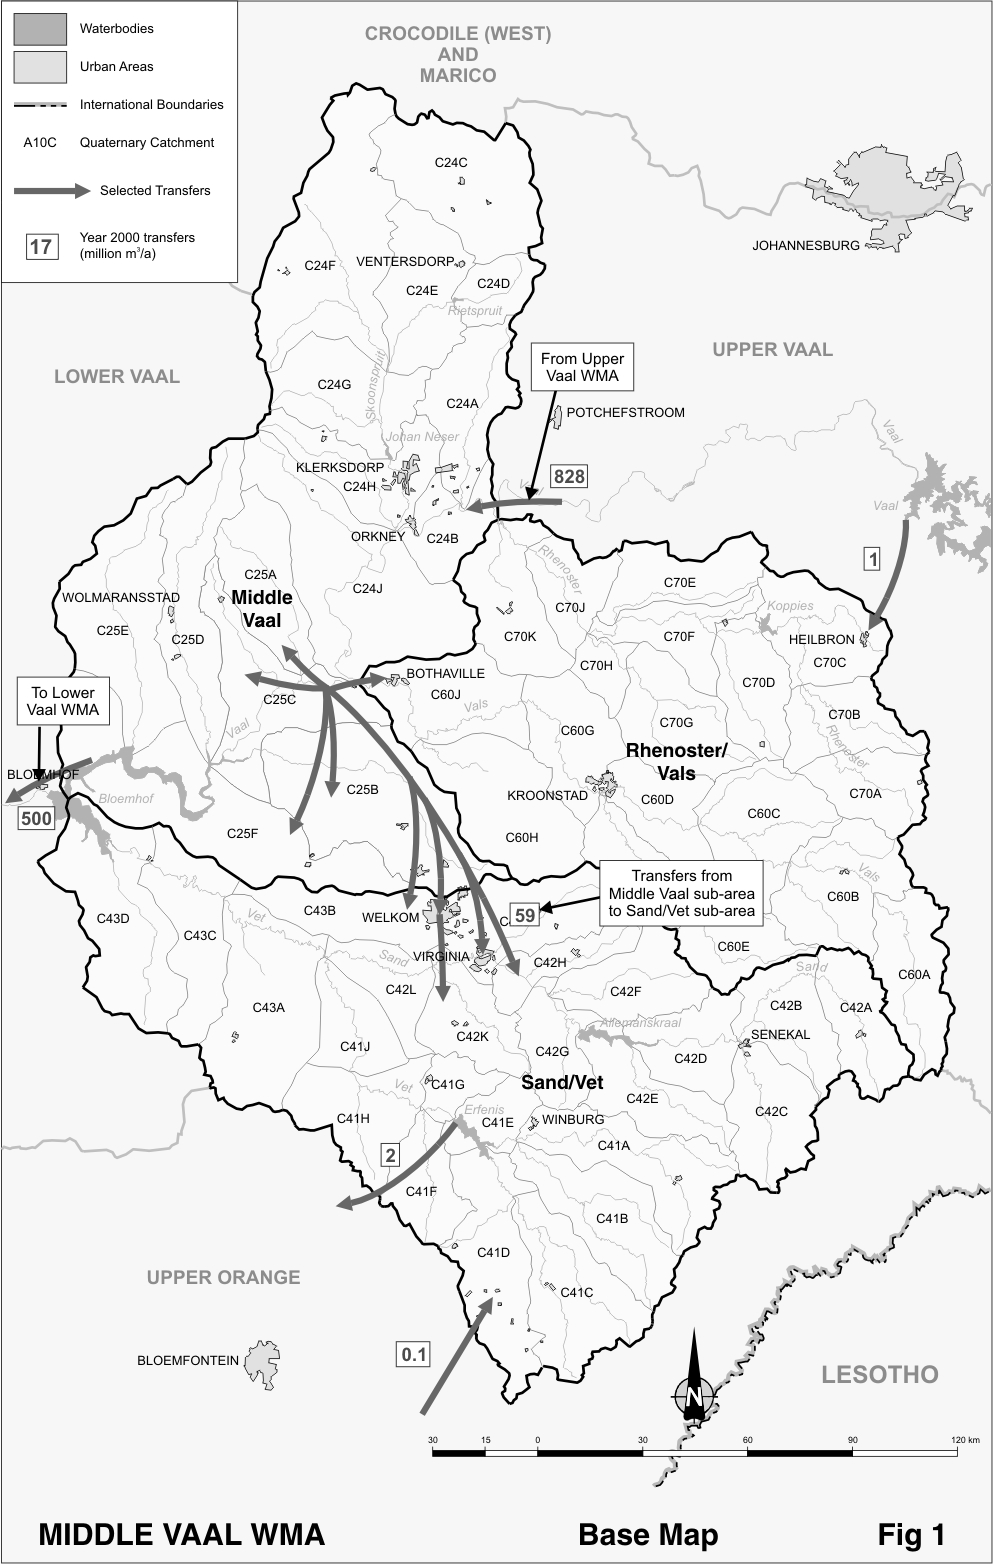 Waterbodies
Urban Areas
International Boundaries
A10C Quaternary Catchment
Selected Transfers
17 Year 2000 transfers
(million m³/a)
CROCODILE (WEST)
AND
MARICO
C24C
JOHANNESBURG
C24F
VENTERSDORP
C24E
C24D
Rietspruit
UPPER VAAL
LOWER VAAL
From Upper
Vaal WMA
C24G
Skoonspruit
C24A
POTCHEFSTROOM
Johan Neser
Vaal
KLERKSDORP
C24H
828
Vaal
ORKNEY
C24B
1
Rhenoster
C25A
C24J
C70E
WOLMARANSSTAD
Middle
Vaal
C70J
Koppies
C25E
C25D
C70K
C70F
HEILBRON
C70C
C70H
BOTHAVILLE
C60J
C70D
To Lower
Vaal WMA
C25C
Vals
C70B
Vaal
C60G
C70G
Rhenoster
Rhenoster/
Vals
BLOEMHOF
Bloemhof
C25B
KROONSTAD
C60D
C70A
500
C60C
C25F
C60H
Transfers from
Middle Vaal sub-area
to Sand/Vet sub-area
Vals
C60B
C43D
Vet
C43B
WELKOM
59
C43C
C60E
Sand
VIRGINIA
C42H
Sand
C60A
C42L
C42F
C43A
C42B
C42A
Allemanskraal
C42K
SENEKAL
C41J
C42G
C42D
Vet
C41G
Sand/Vet
C42E
C41H
Erfenis
C41E
WINBURG
C42C
C41A
2
C41F
C41B
C41D
UPPER ORANGE
C41C
0.1
BLOEMFONTEIN
LESOTHO
N
30 15 0 30 60 90 120 km
MIDDLE VAAL WMA Base Map Fig 1